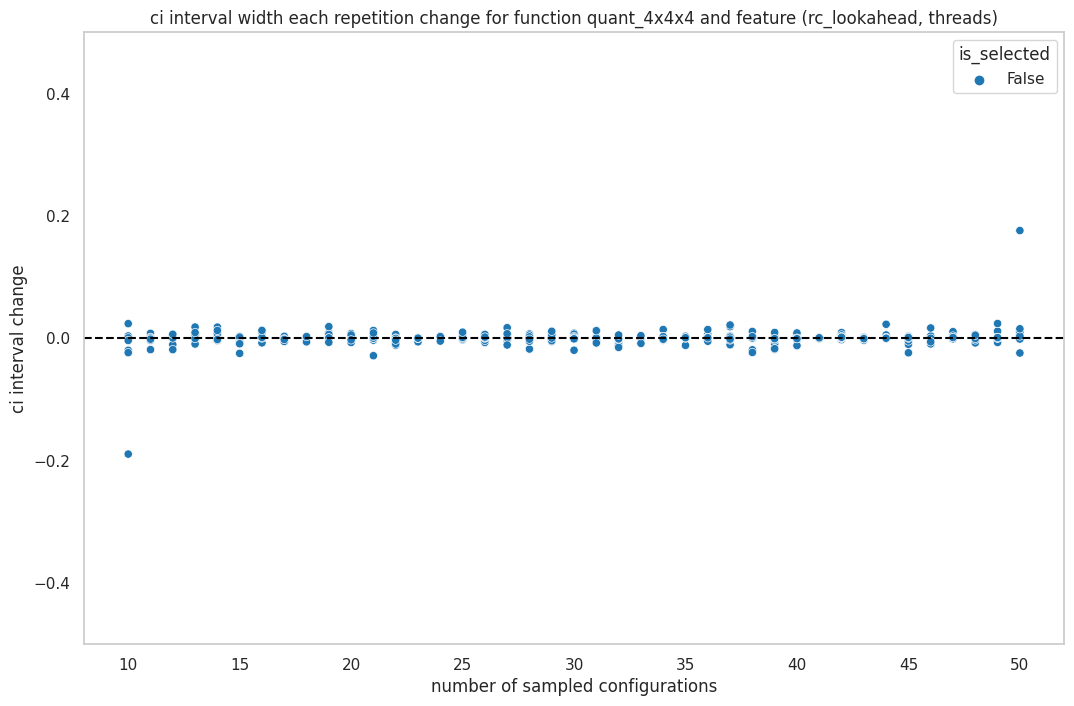 ci interval width each repetition change for function quant_4x4x4 and feature (rc_lookahead, threads)
is_selected
False
0.4
0.2
0.0
−0.2
−0.4
ci interval change
10 15 20 25 30 35 40 45 50
number of sampled configurations